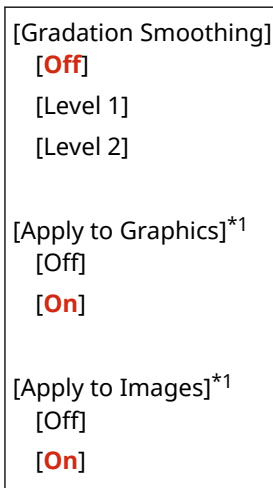 [Gradation Smoothing]
[Off]
[Level 1]
[Level 2]
[Apply to Graphics]*1
[Off]
[On]
[Apply to Images]*1
[Off]
[On]